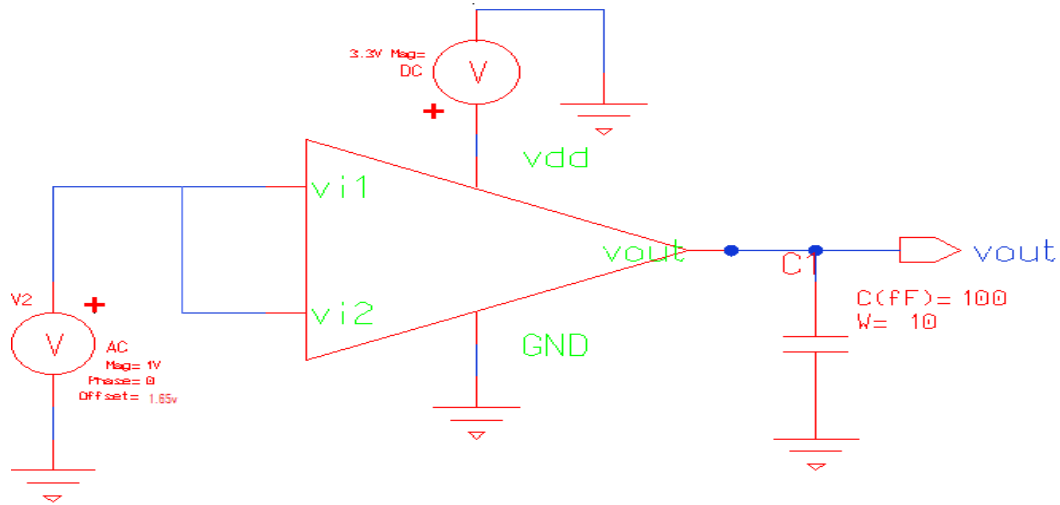 3.3V Mag=
DC
V
+
vdd
vi1
vout
vout
C1
V2
+
vi2
C(fF)= 100
W= 10
V
AC
Mag= 1V
Phase= 0
Offset= 1.65v
GND